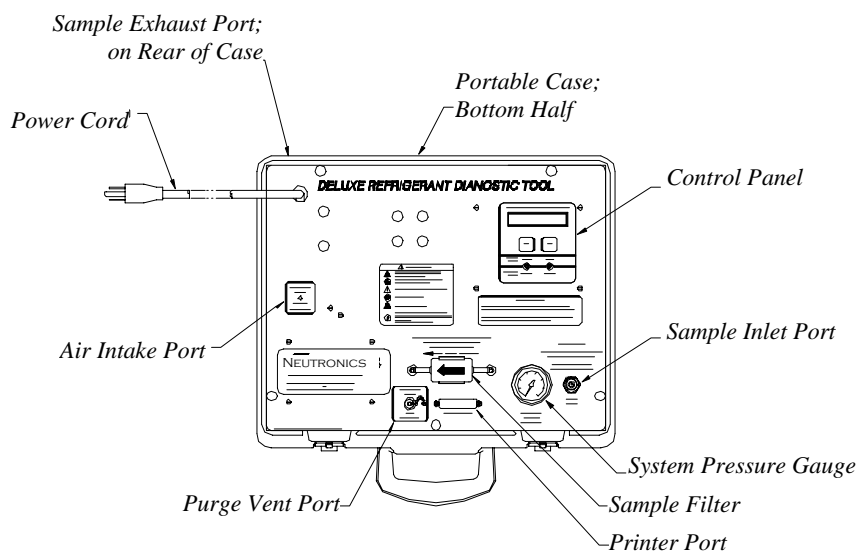 Sample Exhaust Port;
on Rear of Case
Portable Case;
Bottom Half
Power Cord
DELUXE REFRIGERANT DIANOSTIC TOOL
Control Panel
Sample Inlet Port
Air Intake Port
NEUTRONICS
System Pressure Gauge
Purge Vent Port
Sample Filter
Printer Port